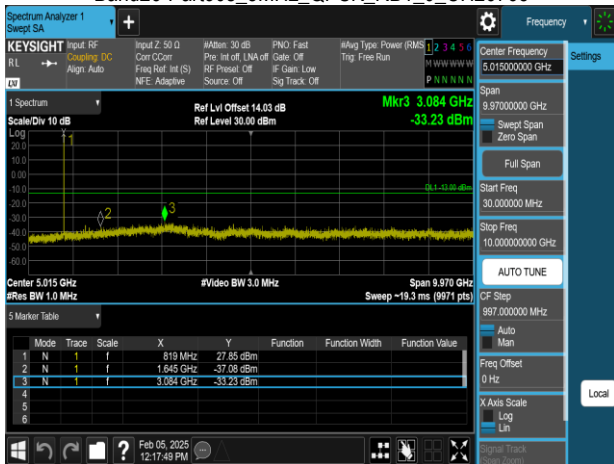 Spectrum Analyzer 1
Swept SA
Frequency
KEYSIGHT
RL
LXI
Input: RF
Coupling: DC
Align: Auto
Input Z: 50 Ω
Corr CCorr
Freq Ref: Int (S)
NFE: Adaptive
#Atten: 30 dB
Pre: Int off, LNA off
RF Preset: Off
Source: Off
PNO: Fast
Gate: Off
IF Gain: Low
Sig Track: Off
#Avg Type: Power (RMS
Trig: Free Run
1 2 3 4 5 6
M W W W W W
P N N N N N
Center Frequency
5.015000000 GHz
Settings
Span
9.97000000 GHz
Swept Span
Zero Span
Full Span
Start Freq
30.000000 MHz
Stop Freq
10.000000000 GHz
AUTO TUNE
CF Step
997.000000 MHz
Auto
Man
Freq Offset
0 Hz
X Axis Scale
Log
Lin
Signal Track
(Span Zoom)
Local
1 Spectrum
Scale/Div 10 dB
Ref Lvl Offset 14.03 dB
Ref Level 30.00 dBm
Mkr3 3.084 GHz
-33.23 dBm
Log
20.0
10.0
0.00
-10.0
-20.0
-30.0
-40.0
-50.0
-60.0
1
2
3
DL1 -13.00 dBm
Center 5.015 GHz
#Res BW 1.0 MHz
#Video BW 3.0 MHz
Span 9.970 GHz
Sweep ~19.3 ms (9971 pts)
5 Marker Table
Mode Trace Scale X Y Function Function Width Function Value
1 N 1 f 819 MHz 27.85 dBm
2 N 1 f 1.645 GHz -37.08 dBm
3 N 1 f 3.084 GHz -33.23 dBm
4
5
6
?
Feb 05, 2025
12:17:49 PM